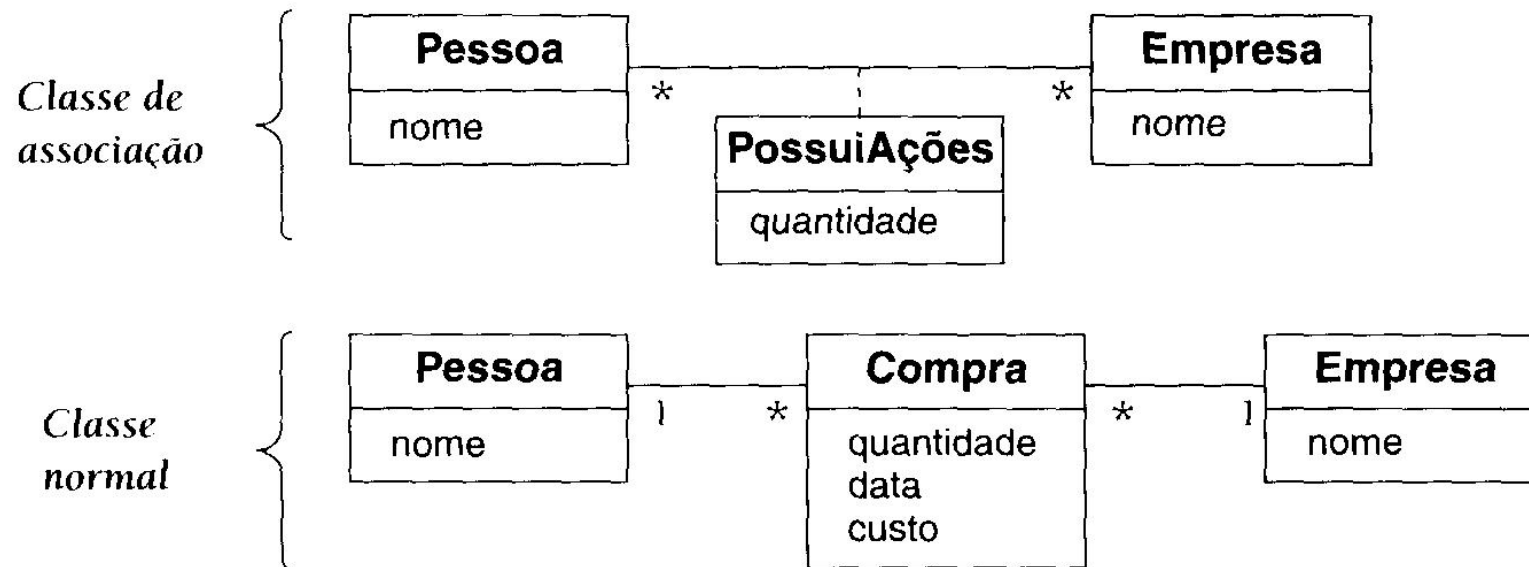 Classe de
associação
Pessoa
nome
*
*
PossuiAções
quantidade
Empresa
nome
Classe
normal
Pessoa
nome
1
*
Compra
quantidade
data
custo
*
1
Empresa
nome